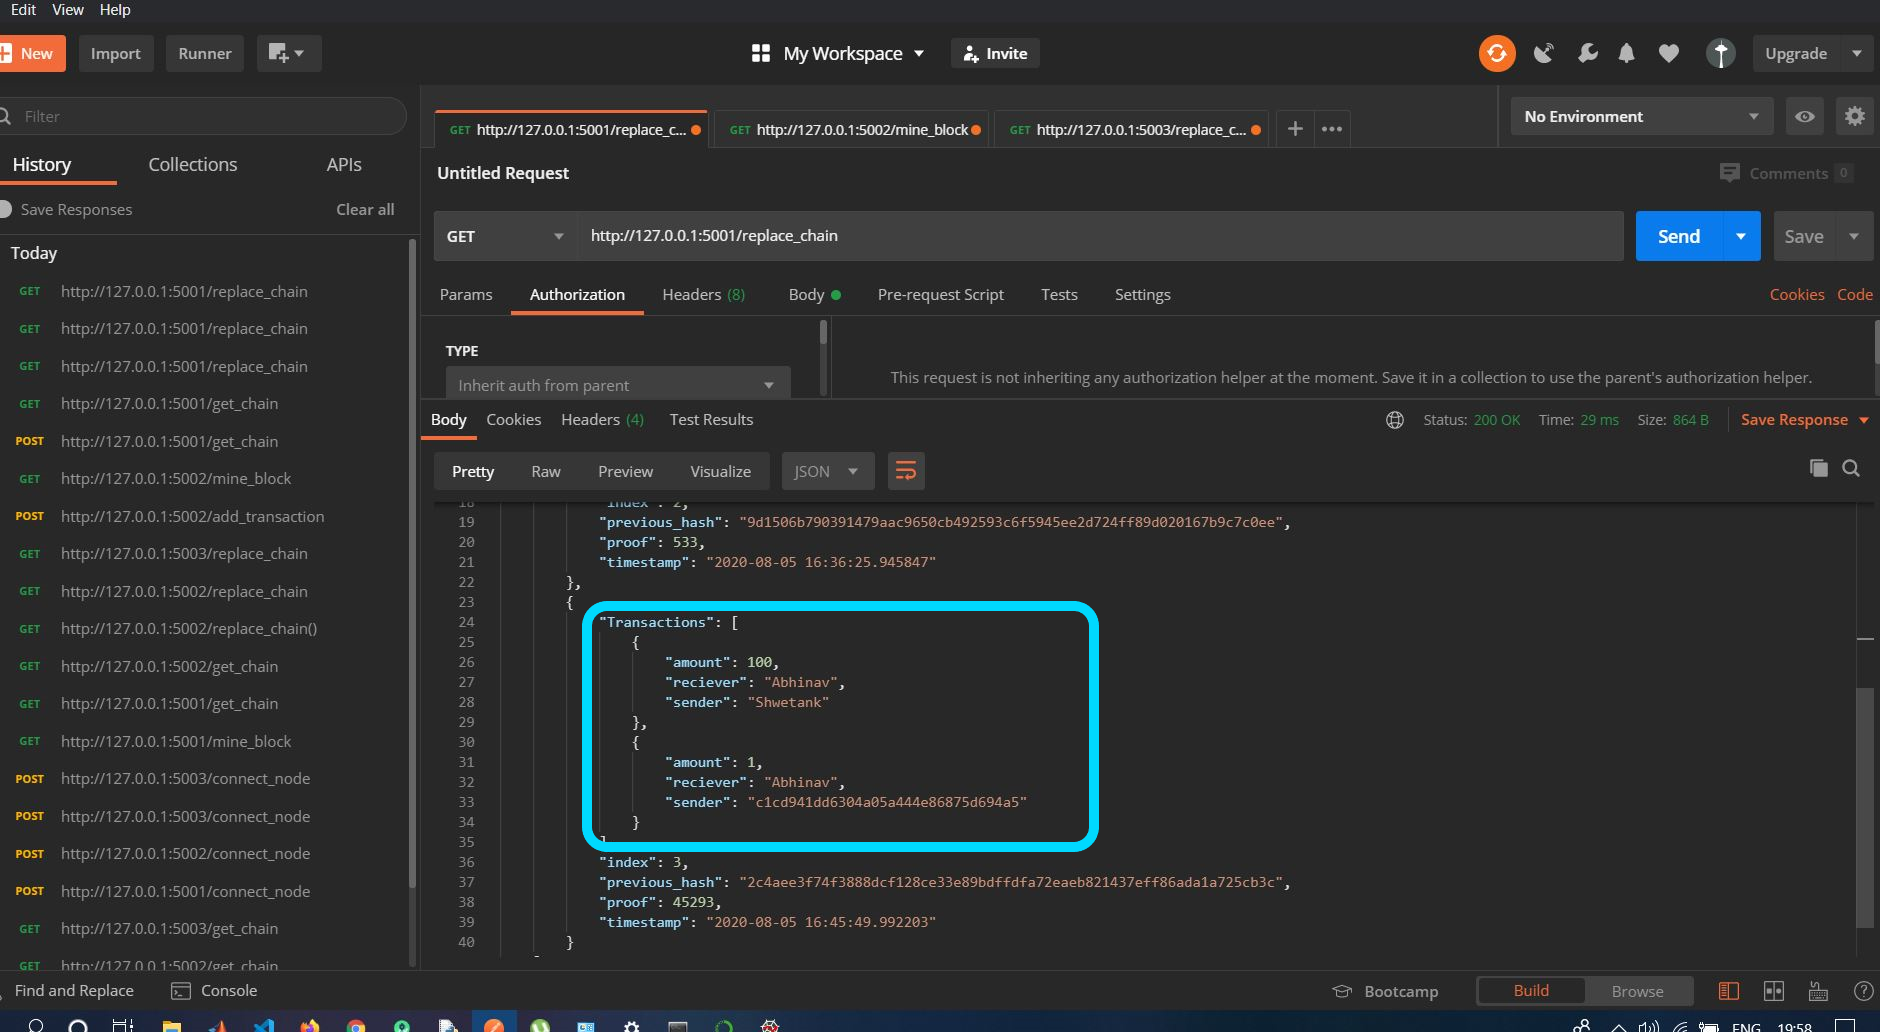 Edit View Help
New Import Runner My Workspace Invite Upgrade
Filter
GET http://127.0.0.1:5001/replace_c... GET http://127.0.0.1:5002/mine_block GET http://127.0.0.1:5003/replace_c... + ••• No Environment
History Collections APIs
Save Responses Clear all
Today
GET http://127.0.0.1:5001/replace_chain
GET http://127.0.0.1:5001/replace_chain
GET http://127.0.0.1:5001/replace_chain
GET http://127.0.0.1:5001/get_chain
POST http://127.0.0.1:5001/get_chain
GET http://127.0.0.1:5002/mine_block
POST http://127.0.0.1:5002/add_transaction
GET http://127.0.0.1:5003/replace_chain
GET http://127.0.0.1:5002/replace_chain
GET http://127.0.0.1:5002/replace_chain()
GET http://127.0.0.1:5002/get_chain
GET http://127.0.0.1:5001/get_chain
GET http://127.0.0.1:5001/mine_block
POST http://127.0.0.1:5003/connect_node
POST http://127.0.0.1:5003/connect_node
POST http://127.0.0.1:5002/connect_node
POST http://127.0.0.1:5001/connect_node
GET http://127.0.0.1:5003/get_chain
GET http://127.0.0.1:5002/get_chain
Untitled Request Comments 0
GET http://127.0.0.1:5001/replace_chain Send Save
Params Authorization Headers (8) Body Pre-request Script Tests Settings Cookies Code
TYPE
Inherit auth from parent
This request is not inheriting any authorization helper at the moment. Save it in a collection to use the parent's authorization helper.
Body Cookies Headers (4) Test Results Status: 200 OK Time: 29 ms Size: 864 B Save Response
Pretty Raw Preview Visualize JSON
18 "index": 2,
19 "previous_hash": "9d1506b790391479aac9650cb492593c6f5945ee2d724ff89d020167b9c7c0ee",
20 "proof": 533,
21 "timestamp": "2020-08-05 16:36:25.945847"
22 },
23 {
24 "Transactions": [
25 {
26 "amount": 100,
27 "reciever": "Abhinav",
28 "sender": "Shwetank"
29 },
30 {
31 "amount": 1,
32 "reciever": "Abhinav",
33 "sender": "c1cd941dd6304a05a444e86875d694a5"
34 }
35
36 "index": 3,
37 "previous_hash": "2c4aee3f74f3888dcf128ce33e89bdffdfa72eaeb821437eff86ada1a725cb3c",
38 "proof": 45293,
39 "timestamp": "2020-08-05 16:45:49.992203"
40 }
Find and Replace Console Bootcamp Build Browse
ENG 19:58